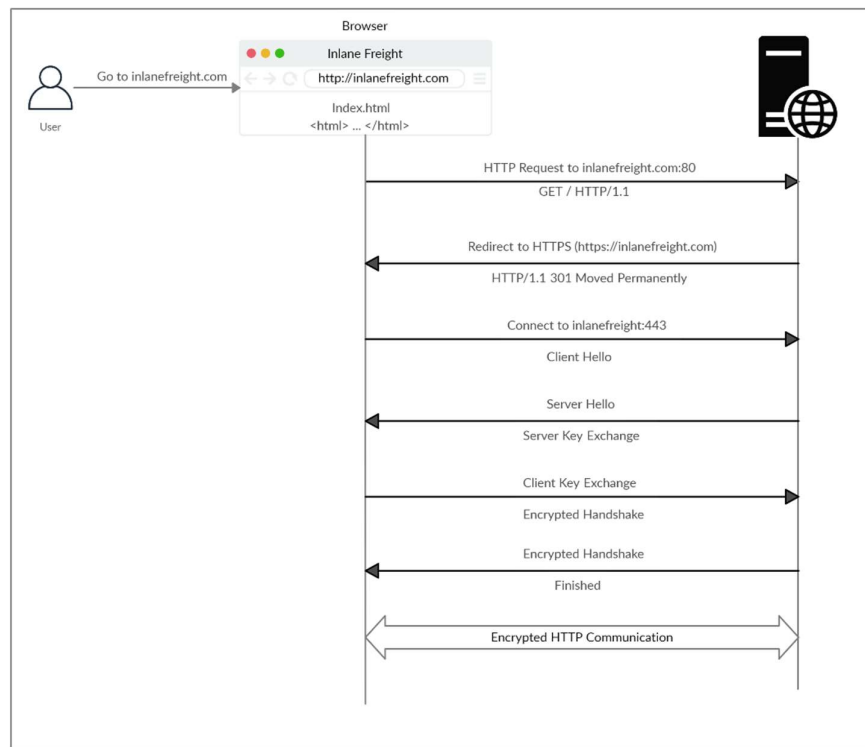 Browser
Inlane Freight
Go to inlanefreight.com
http://inlanefreight.com
User
Index.html
<html> ... </html>
HTTP Request to inlanefreight.com:80
GET / HTTP/1.1
Redirect to HTTPS (https://inlanefreight.com)
HTTP/1.1 301 Moved Permanently
Connect to inlanefreight:443
Client Hello
Server Hello
Server Key Exchange
Client Key Exchange
Encrypted Handshake
Encrypted Handshake
Finished
Encrypted HTTP Communication